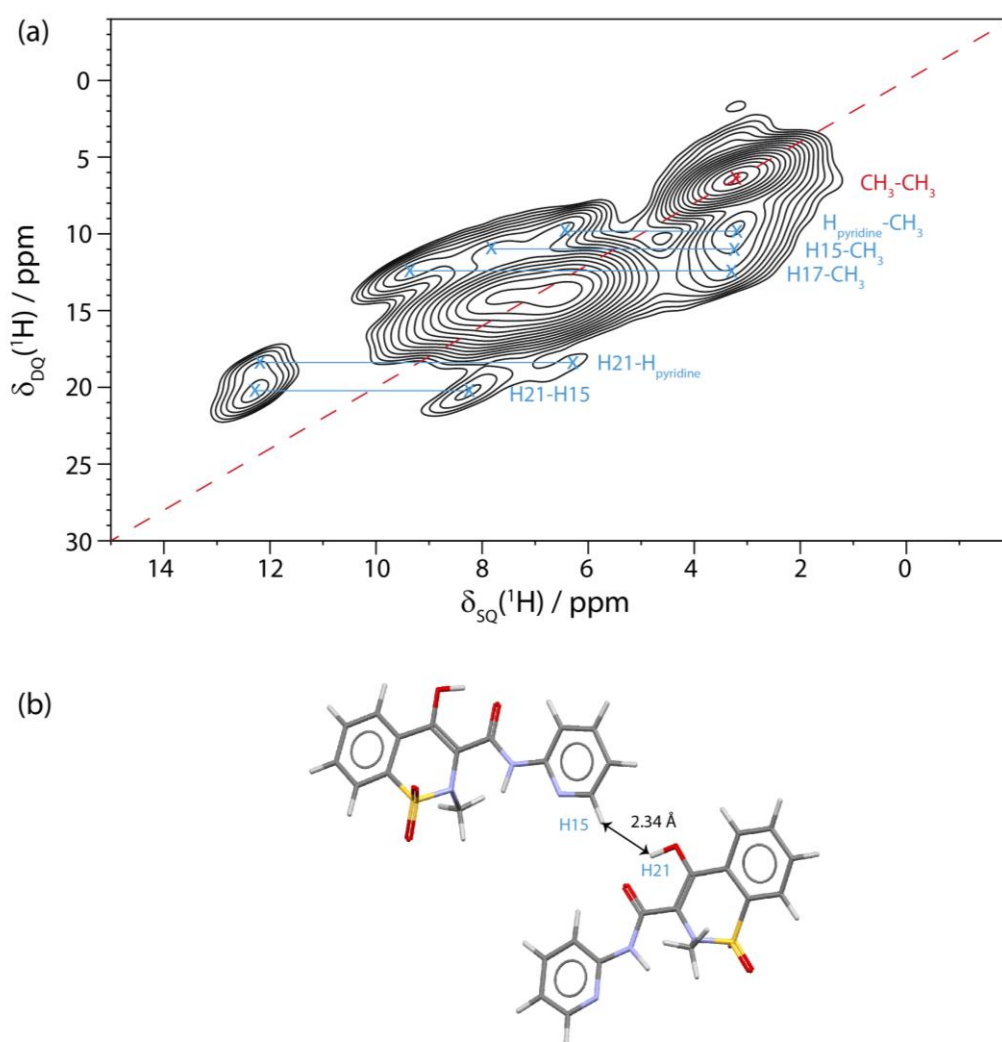 (a)
0
5
10
15
20
25
30
δDQ(¹H) / ppm
CH₃-CH₃
Hpyridine-CH₃
H15-CH₃
H17-CH₃
H21-Hpyridine
H21-H15
14 12 10 8 6 4 2 0
δSQ(¹H) / ppm
(b)
H15
2.34 Å
H21